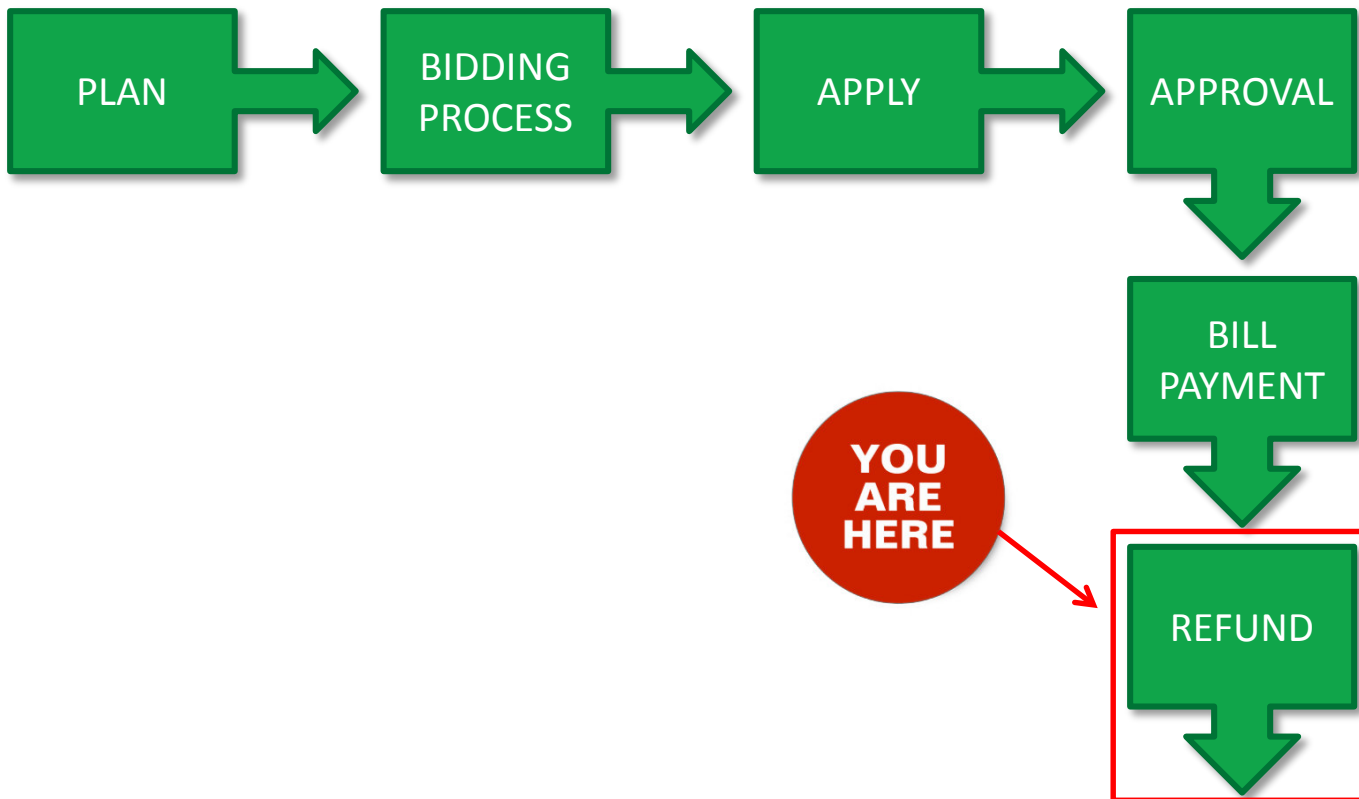 PLAN
BIDDING
PROCESS
APPLY
APPROVAL
BILL
PAYMENT
YOU
ARE
HERE
REFUND